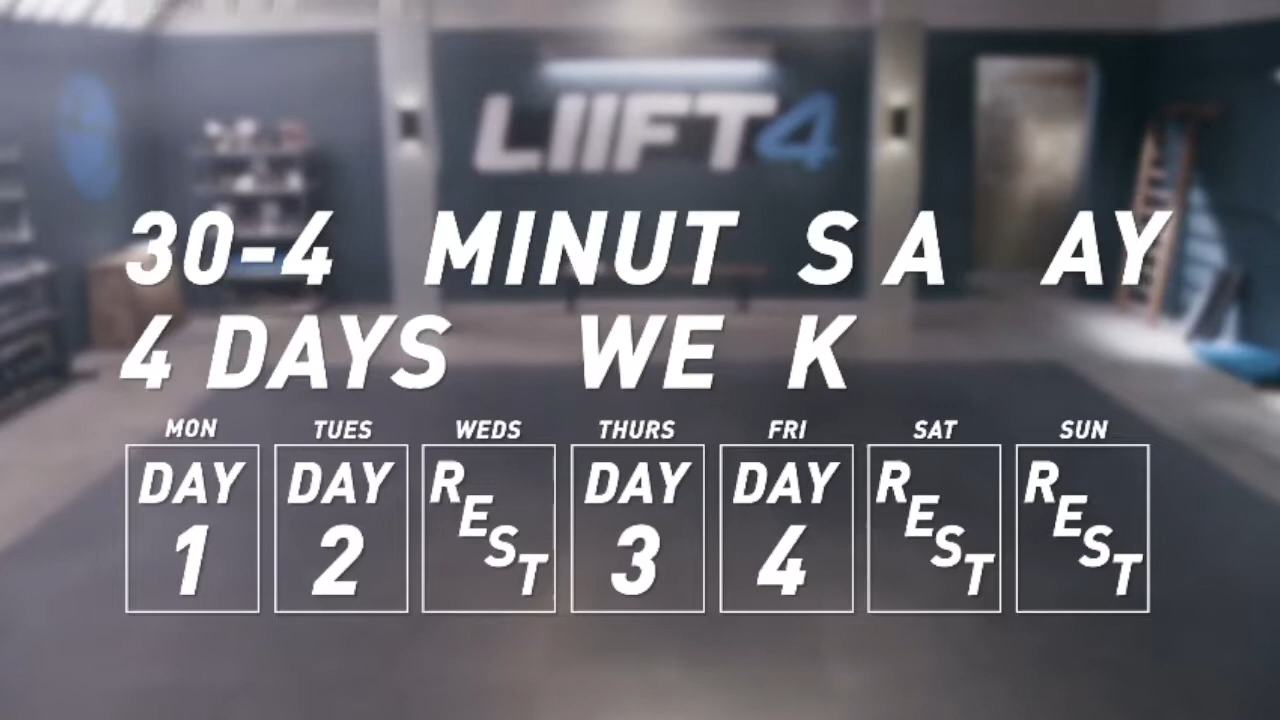 LIIFT4
30-4 MINUT S A AY
4 DAYS WE K
MON TUES WEDS THURS FRI SAT SUN
DAY DAY REST DAY DAY REST REST
1 2 3 4